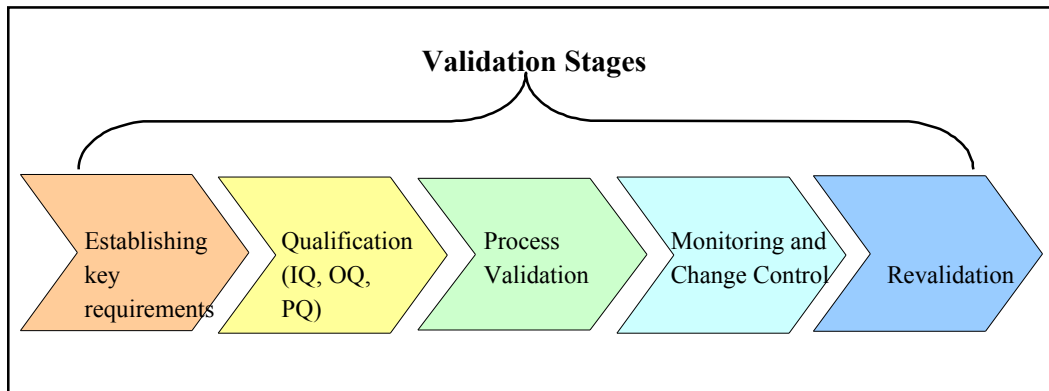 Validation Stages
Establishing
key
requirements
Qualification
(IQ, OQ,
PQ)
Process
Validation
Monitoring and
Change Control
Revalidation